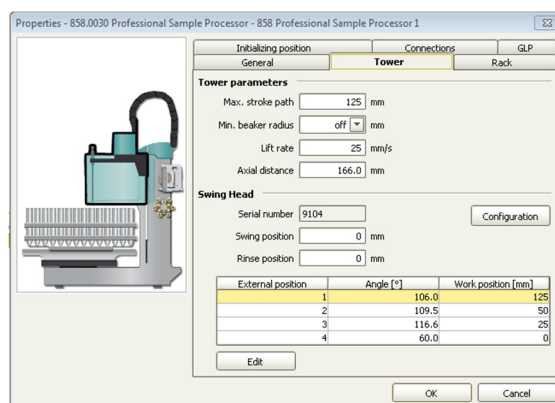 Properties - 858.0030 Professional Sample Processor - 858 Professional Sample Processor 1
Initializing position Connections GLP
General Tower Rack
Tower parameters
Max. stroke path 125 mm
Min. beaker radius off mm
Lift rate 25 mm/s
Axial distance 166.0 mm
Swing Head
Serial number 9104 Configuration
Swing position 0 mm
Rinse position 0 mm
External position Angle [°] Work position [mm]
1 106.0 125
2 109.5 50
3 116.6 25
4 60.0 0
Edit
OK Cancel